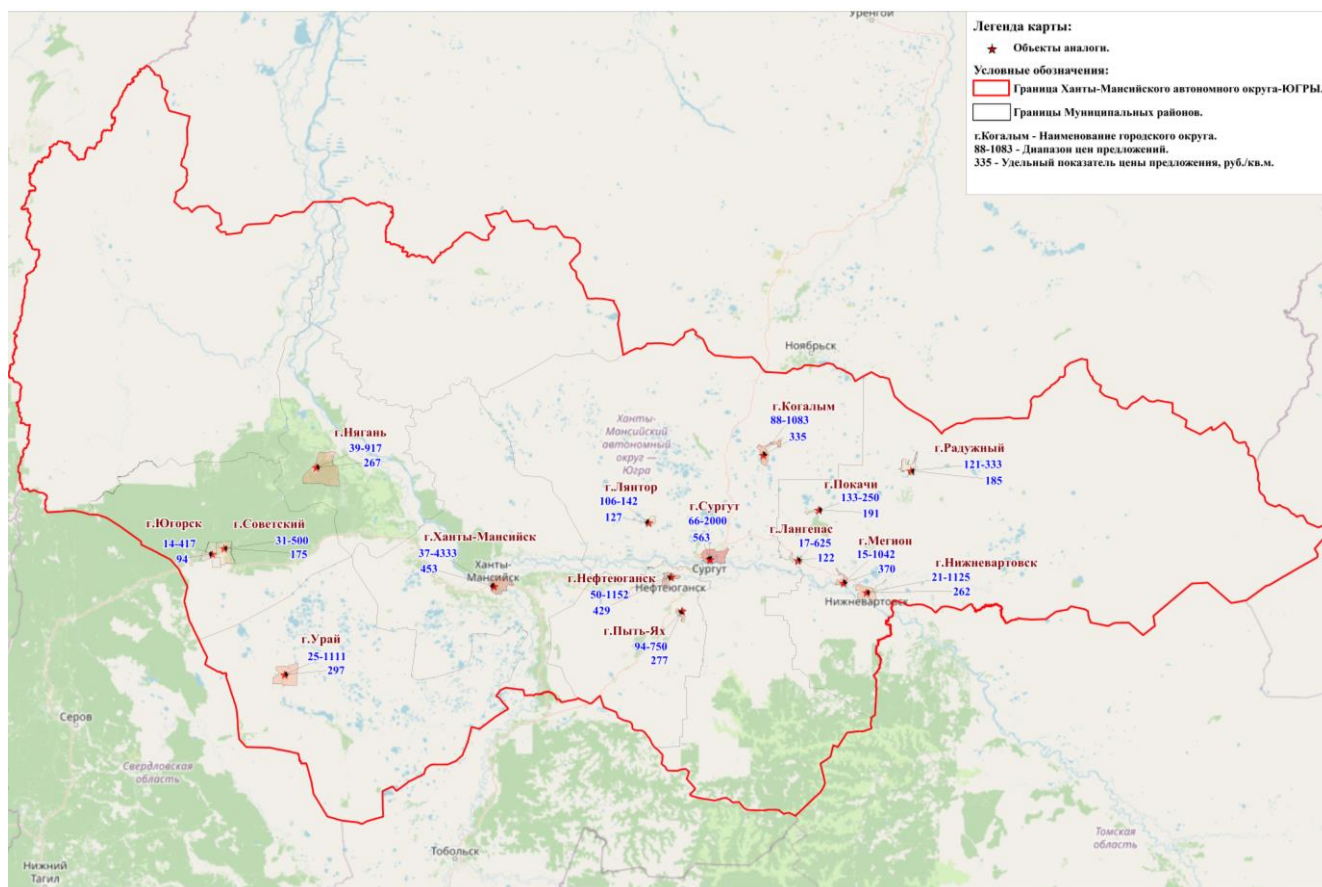 Уренгой
Легенда карты:
Объекты аналоги.
Условные обозначения:
Граница Ханты-Мансийского автономного округа-ЮГРЫ.
Границы Муниципальных районов.
г.Когалым - Наименование городского округа.
88-1083 - Диапазон цен предложений.
335 - Удельный показатель цены предложения, руб./кв.м.
Ноябрьск
г.Когалым
88-1083
335
Ханты-
Мансийский
автономный
округ —
Югра
г.Нягань
39-917
267
г.Радужный
121-333
185
г.Лянтор
106-142
127
г.Покачи
133-250
191
г.Сургут
66-2000
563
Сургут
г.Югорск
14-417
94
г.Советский
31-500
175
г.Ханты-Мансийск
37-4333
453
Ханты-
Мансийск
г.Лангепас
17-625
122
г.Мегион
15-1042
370
г.Нижневартовск
21-1125
262
Нижневартовск
г.Нефтеюганск
50-1152
429
Нефтеюганск
г.Пыть-Ях
94-750
277
г.Урай
25-1111
297
Серов
Свердловская
область
Томская
область
Тобольск
Нижний
Тагил